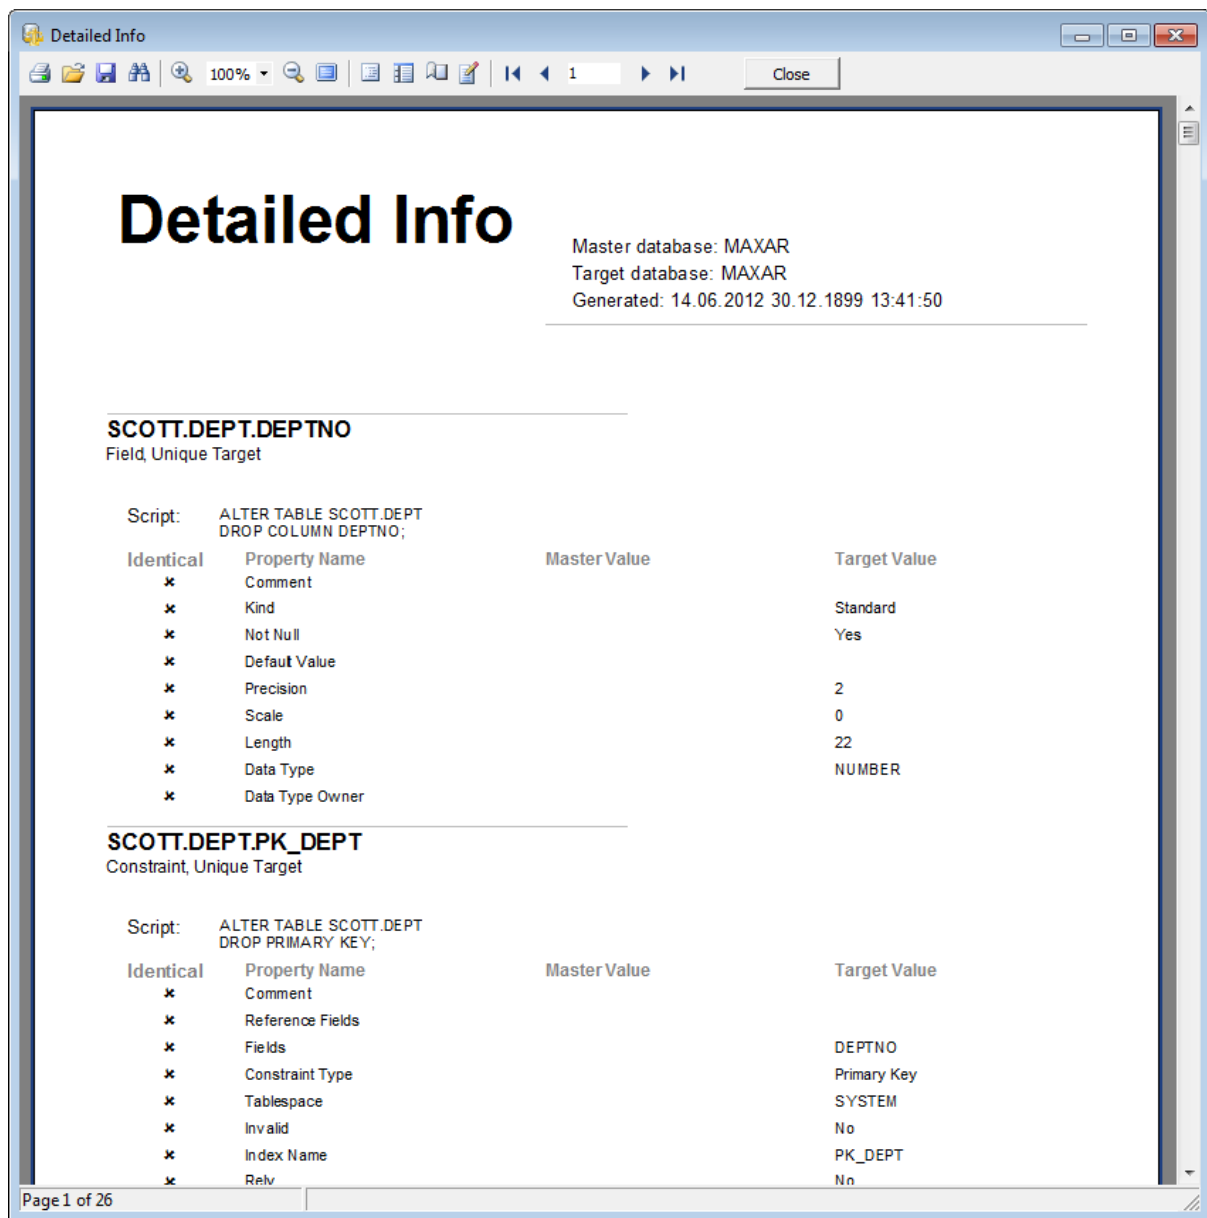 Detailed Info
100% 1 Close
Detailed Info
Master database: MAXAR
Target database: MAXAR
Generated: 14.06.2012 30.12.1899 13:41:50
SCOTT.DEPT.DEPTNO
Field, Unique Target
Script: ALTER TABLE SCOTT.DEPT
DROP COLUMN DEPTNO;
Identical Property Name Master Value Target Value
Comment
Kind Standard
Not Null Yes
Default Value
Precision 2
Scale 0
Length 22
Data Type NUMBER
Data Type Owner
SCOTT.DEPT.PK_DEPT
Constraint, Unique Target
Script: ALTER TABLE SCOTT.DEPT
DROP PRIMARY KEY;
Identical Property Name Master Value Target Value
Comment
Reference Fields
Fields DEPTNO
Constraint Type Primary Key
Tablespace SYSTEM
Invalid No
Index Name PK_DEPT
Rely No
Page 1 of 26